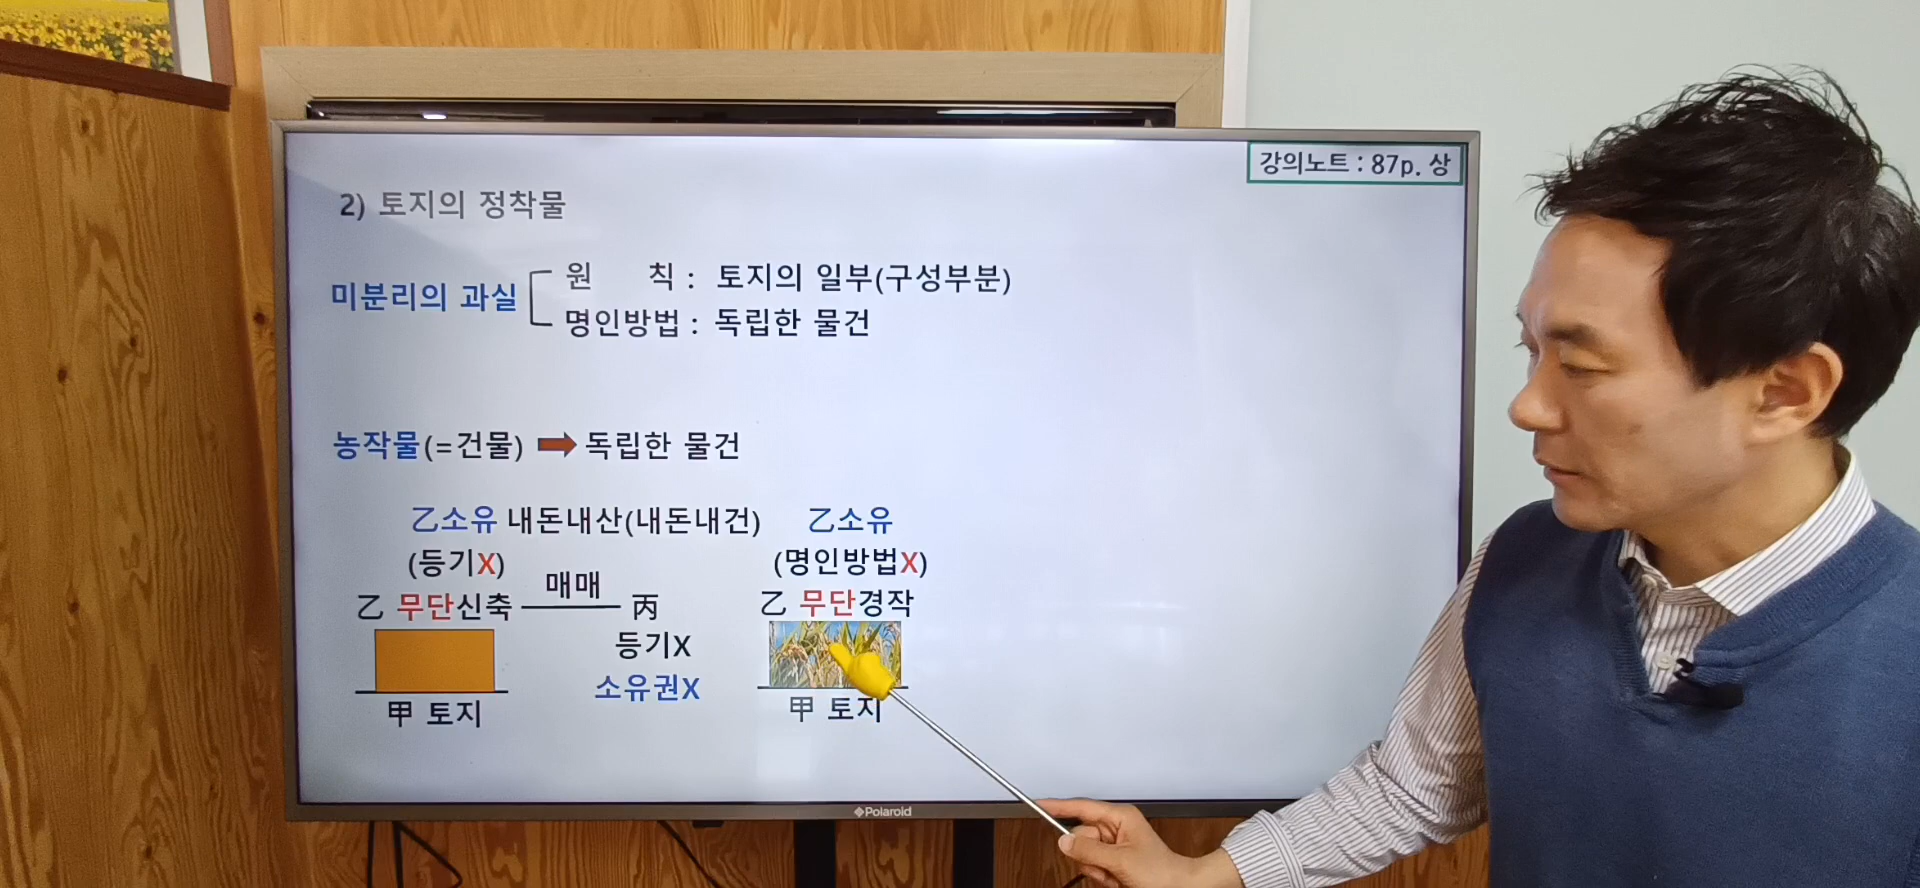 강의노트 : 87p. 상
2) 토지의 정착물
미분리의 과실
원 칙 : 토지의 일부(구성부분)
명인방법 : 독립한 물건
농작물(=건물) ➡ 독립한 물건
乙소유 내돈내산(내돈내건) 乙소유
(등기X) (명인방법X)
乙 무단신축 매매 丙 乙 무단경작
등기X
소유권X
甲 토지 甲 토지
Polaroid